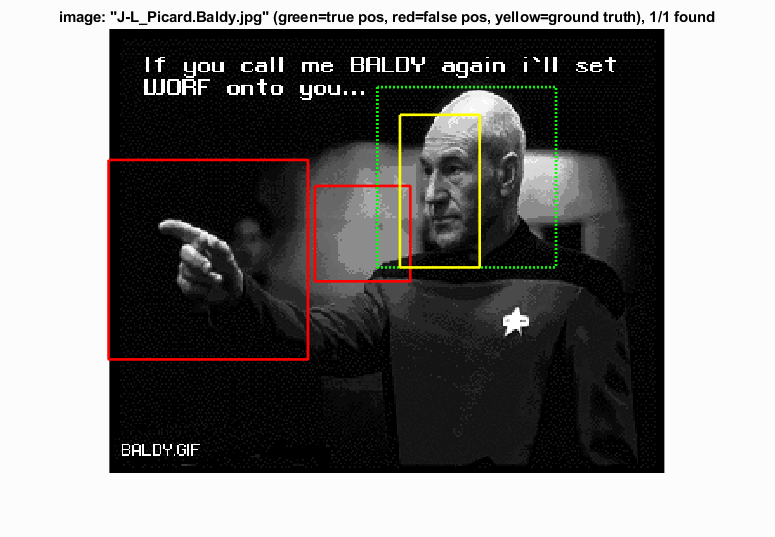 image: "J-L_Picard.Baldy.jpg" (green=true pos, red=false pos, yellow=ground truth), 1/1 found
If you call me BALDY again i`ll set
WORF onto you...
BALDY.GIF